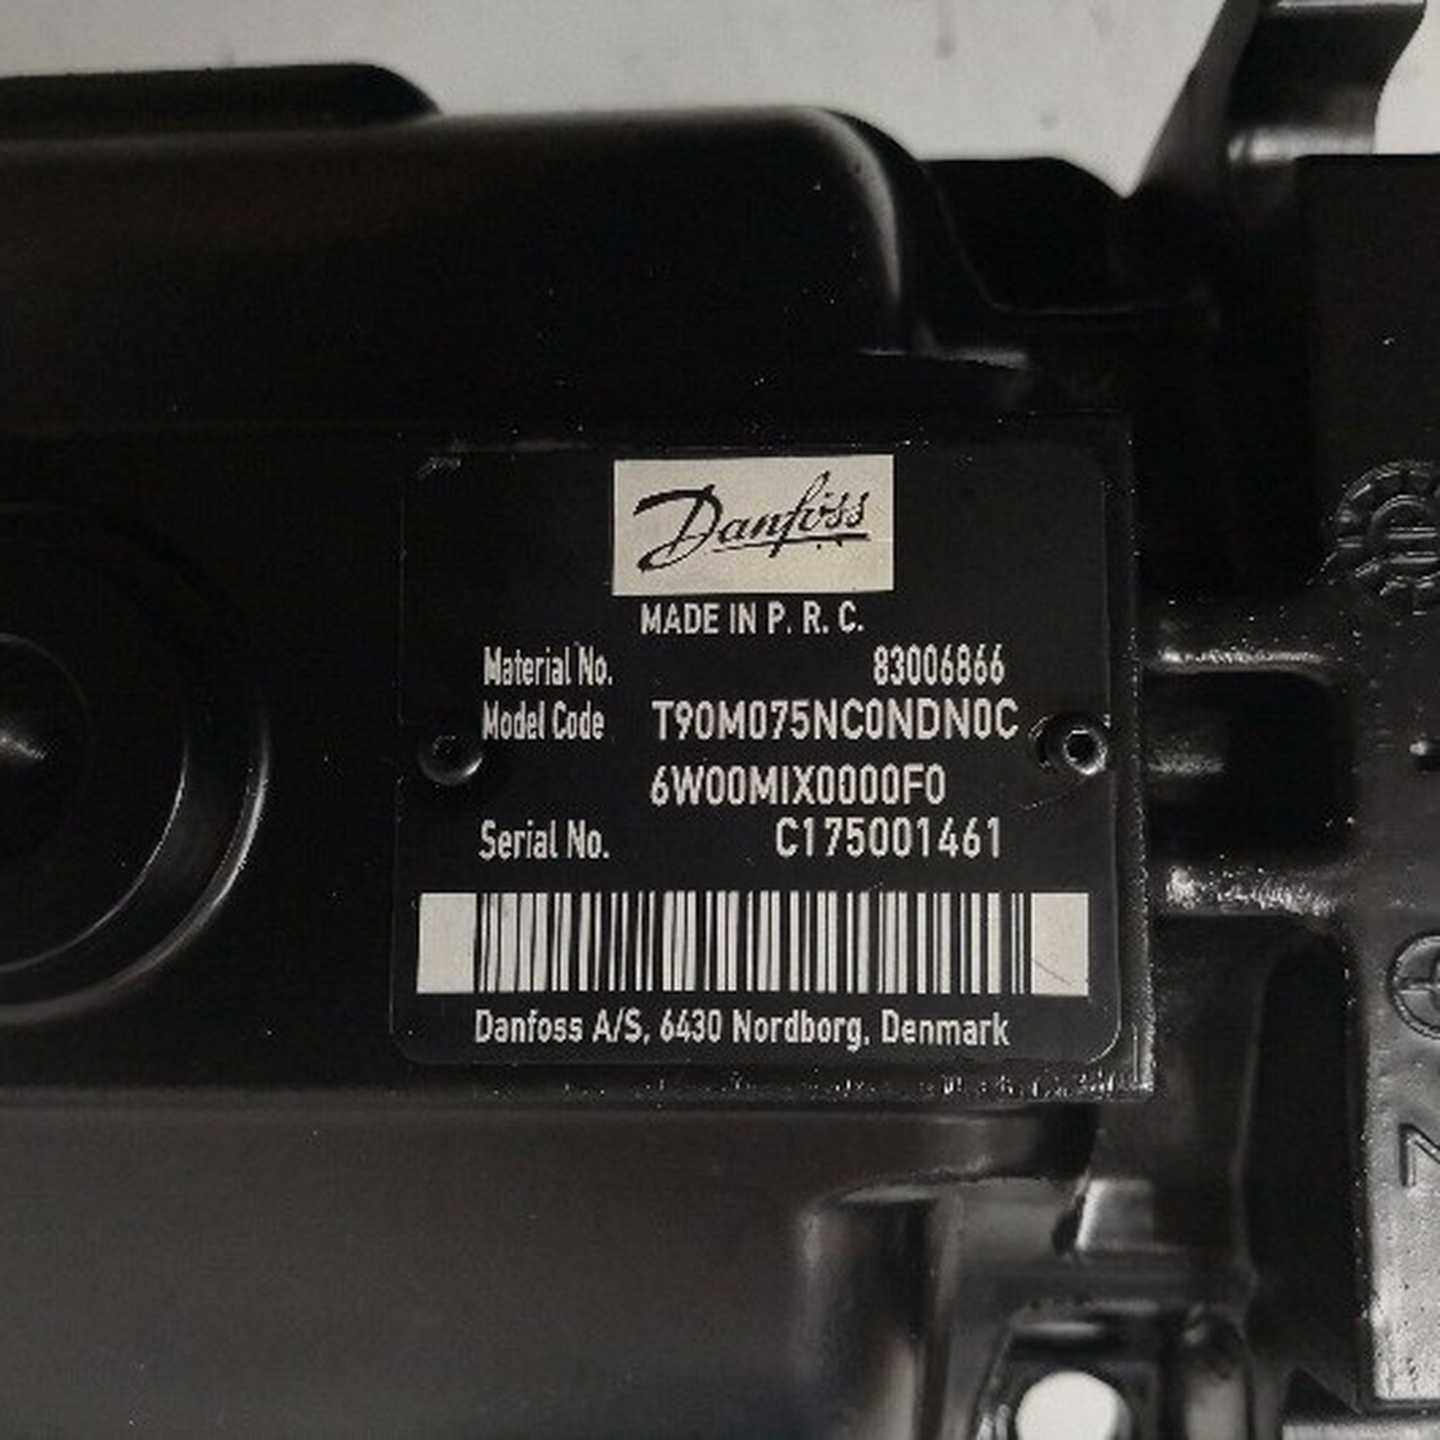 Danfoss
MADE IN P. R. C.
Material No. 83006866
Model Code T90M075NC0NDN0C
6W00MIX0000F0
Serial No. C175001461
Danfoss A/S, 6430 Nordborg, Denmark
N